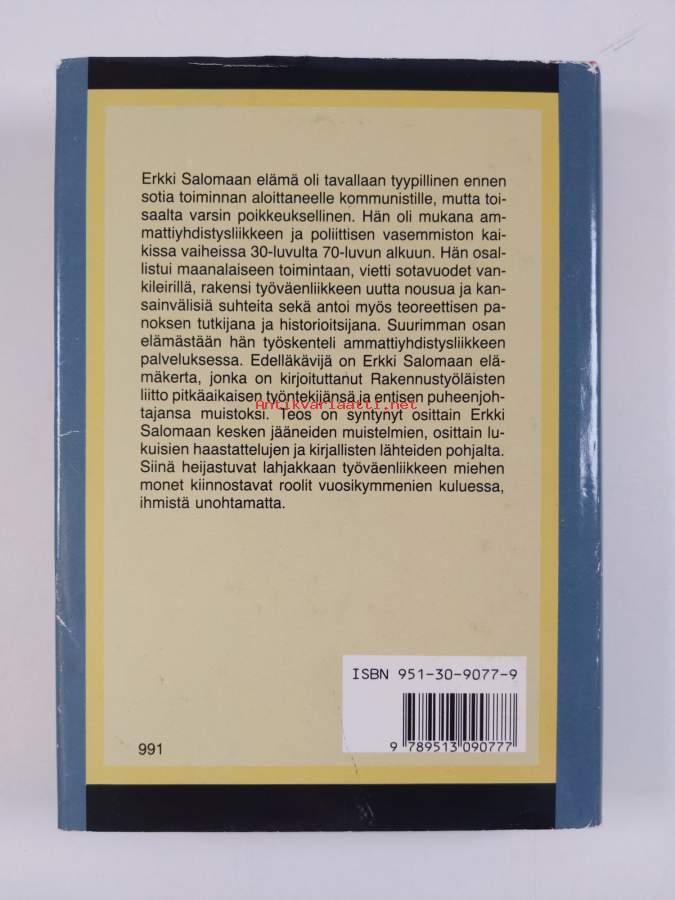 Erkki Salomaan elämä oli tavallaan tyypillinen ennen
sotia toiminnan aloittaneelle kommunistille, mutta toi-
saalta varsin poikkeuksellinen. Hän oli mukana am-
mattiyhdistysliikkeen ja poliittisen vasemmiston kai-
kissa vaiheissa 30-luvulta 70-luvun alkuun. Hän osal-
listui maanalaiseen toimintaan, vietti sotavuodet van-
kileirillä, rakensi työväenliikkeen uutta nousua ja kan-
sainvälisiä suhteita sekä antoi myös teoreettisen pa-
noksen tutkijana ja historioitsijana. Suurimman osan
elämästään hän työskenteli ammattiyhdistysliikkeen
palveluksessa. Edelläkävijä on Erkki Salomaan elä-
mäkerta, jonka on kirjoituttanut Rakennustyöläisten
liitto pitkäaikaisen työntekijänsä ja entisen puheenjoh-
tajansa muistoksi. Teos on syntynyt osittain Erkki
Salomaan kesken jääneiden muistelmien, osittain lu-
kuisien haastattelujen ja kirjallisten lähteiden pohjalta.
Siinä heijastuvat lahjakkaan työväenliikkeen miehen
monet kiinnostavat roolit vuosikymmenien kuluessa,
ihmistä unohtamatta.
Antikvariaatti.net
ISBN 951-30-9077-9
9 789513 090777
991